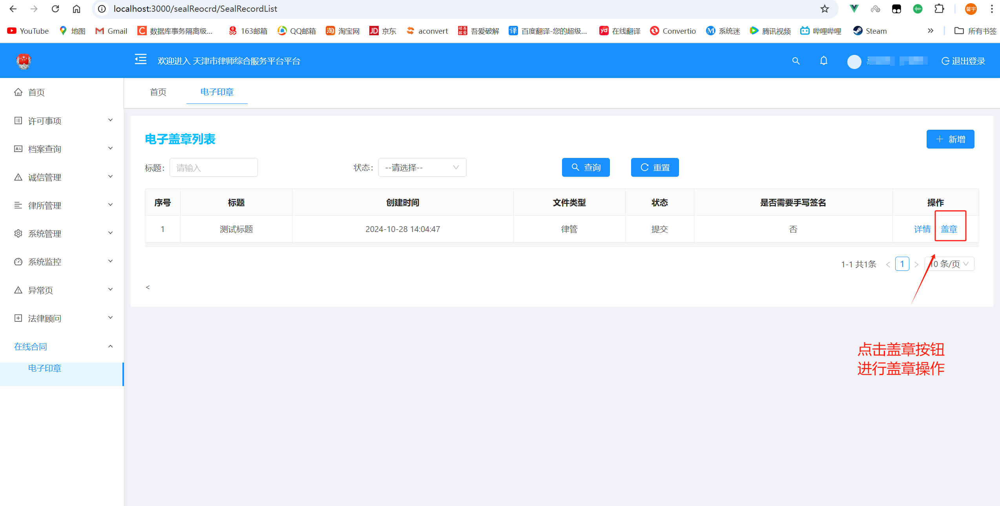 localhost:3000/sealReocrd/SealRecordList
馨宇
YouTube 地图 Gmail 数据库事务隔离级... 163邮箱 QQ邮箱 淘宝网 京东 aconvert 吾爱破解 百度翻译-您的超级... 在线翻译 Convertio 系统迷 腾讯视频 哔哩哔哩 Steam » 所有书签
欢迎进入 天津市律师综合服务平台平台 退出登录
首页
许可事项
档案查询
诚信管理
律所管理
系统管理
系统监控
异常页
法律顾问
在线合同
电子印章
首页 电子印章
电子盖章列表
+ 新增
标题： 请输入 状态： --请选择-- 查询 重置
序号 标题 创建时间 文件类型 状态 是否需要手写签名 操作
1 测试标题 2024-10-28 14:04:47 律管 提交 否 详情 盖章
1-1 共1条 < 1 > 10 条/页
<
点击盖章按钮
进行盖章操作